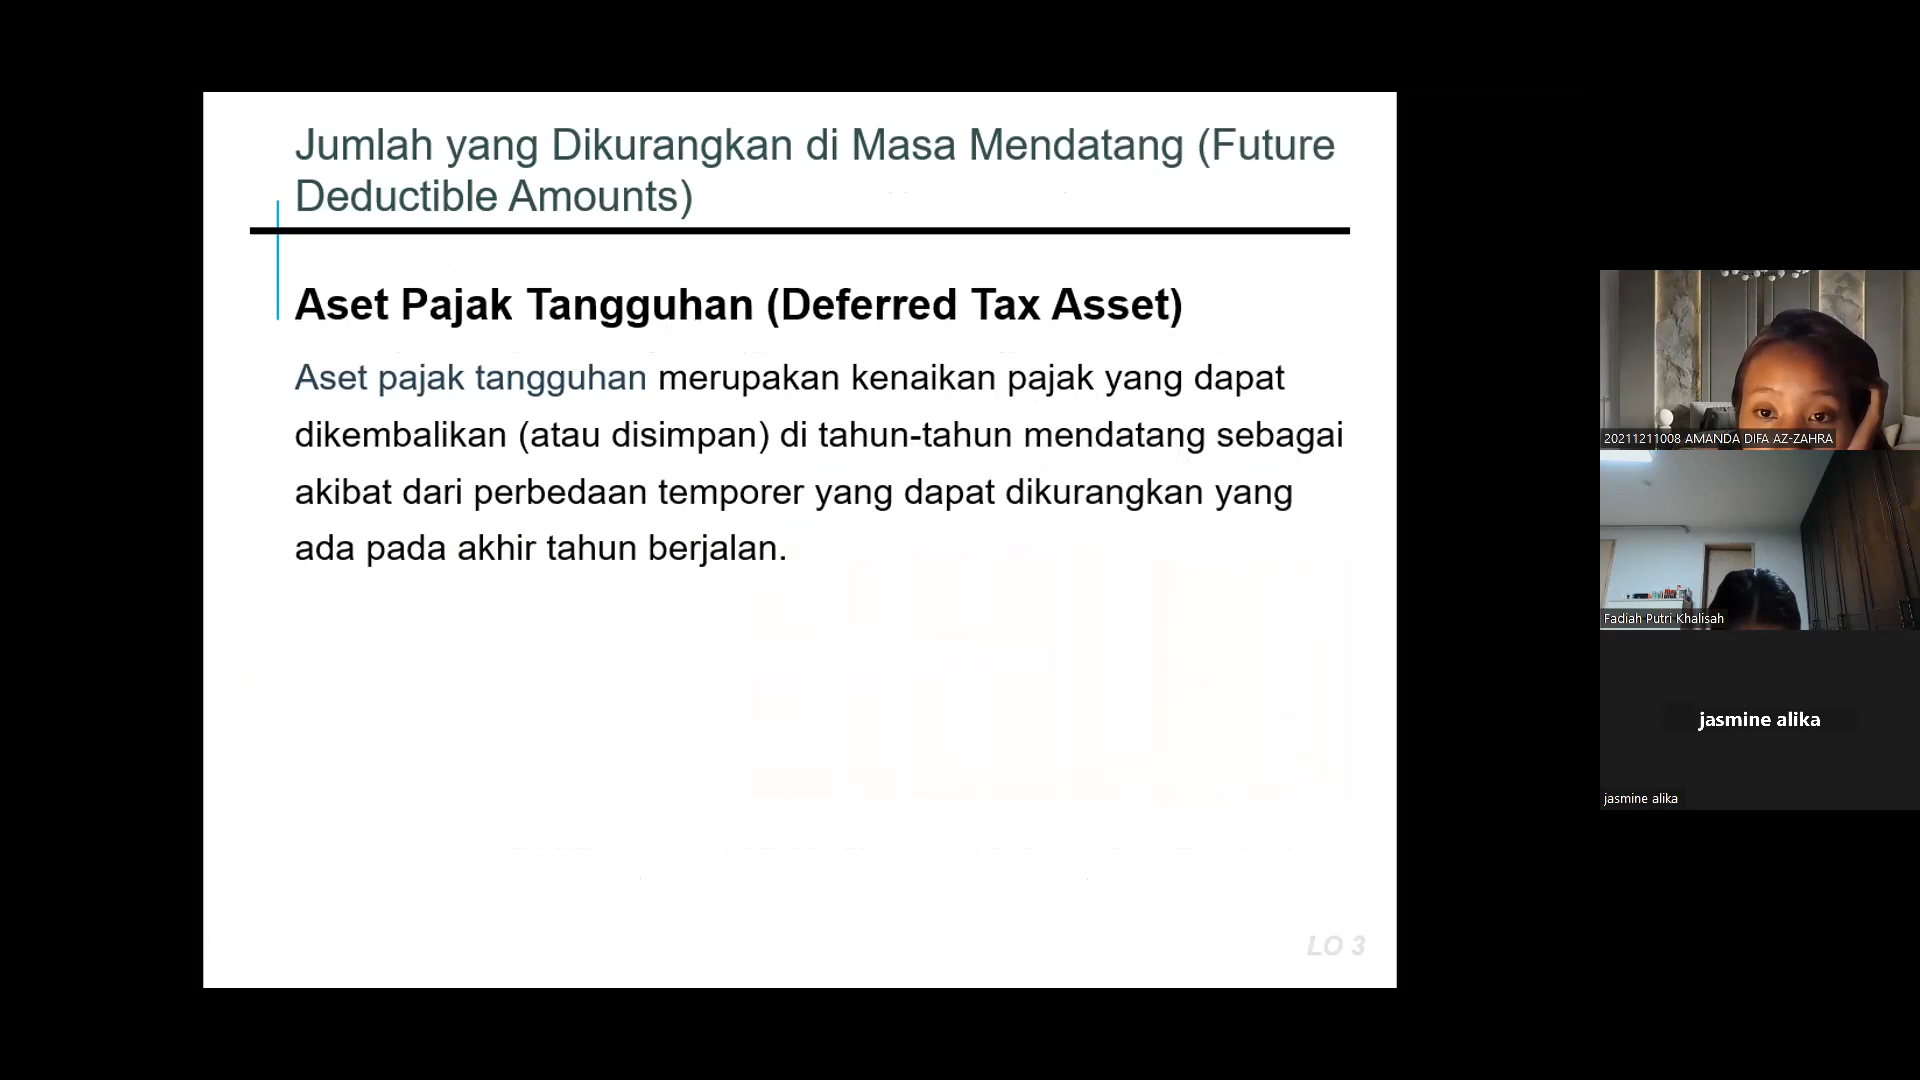 Jumlah yang Dikurangkan di Masa Mendatang (Future
Deductible Amounts)
Aset Pajak Tangguhan (Deferred Tax Asset)
Aset pajak tangguhan merupakan kenaikan pajak yang dapat
dikembalikan (atau disimpan) di tahun-tahun mendatang sebagai
akibat dari perbedaan temporer yang dapat dikurangkan yang
ada pada akhir tahun berjalan.
LO 3
20211211008 AMANDA DIFA AZ-ZAHRA
Fadiah Putri Khalisah
jasmine alika
jasmine alika